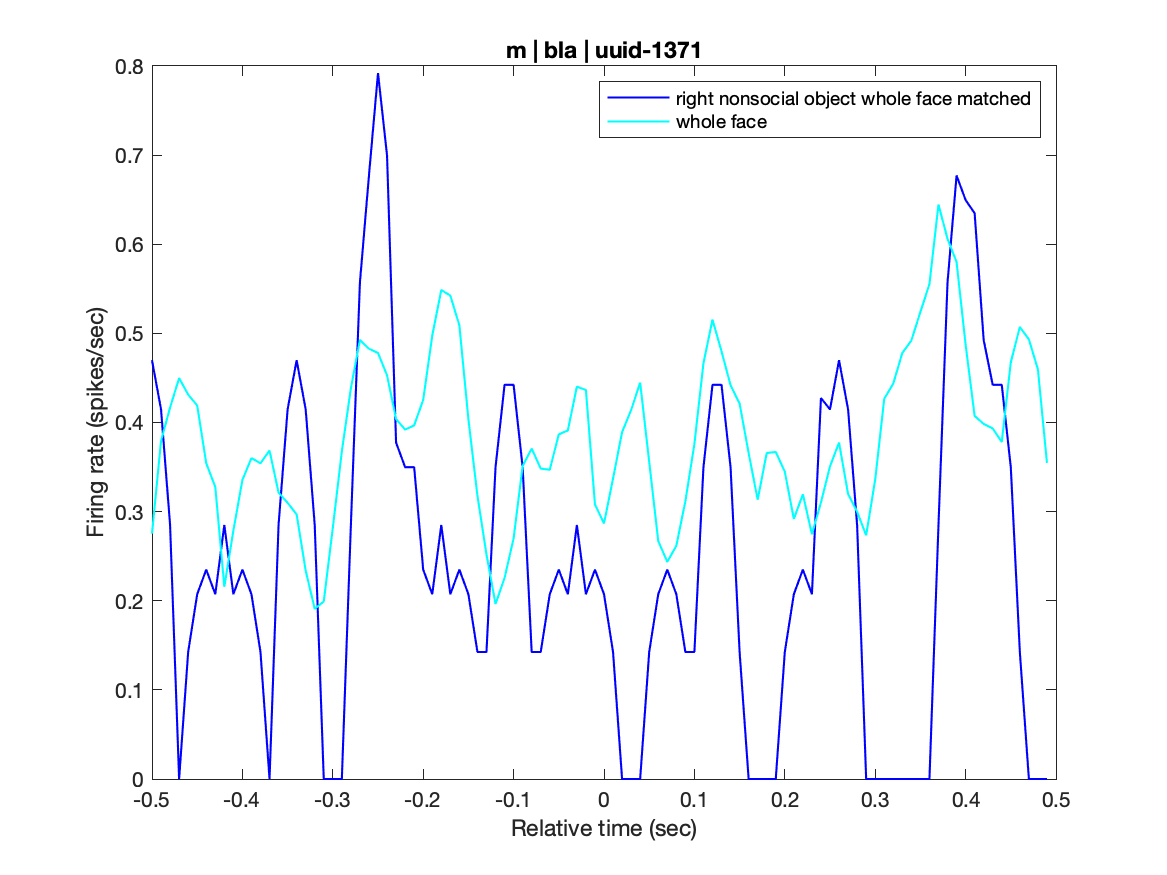 m | bla | uuid-1371
right nonsocial object whole face matched
whole face
Firing rate (spikes/sec)
0.8
0.7
0.6
0.5
0.4
0.3
0.2
0.1
0
-0.5 -0.4 -0.3 -0.2 -0.1 0 0.1 0.2 0.3 0.4 0.5
Relative time (sec)